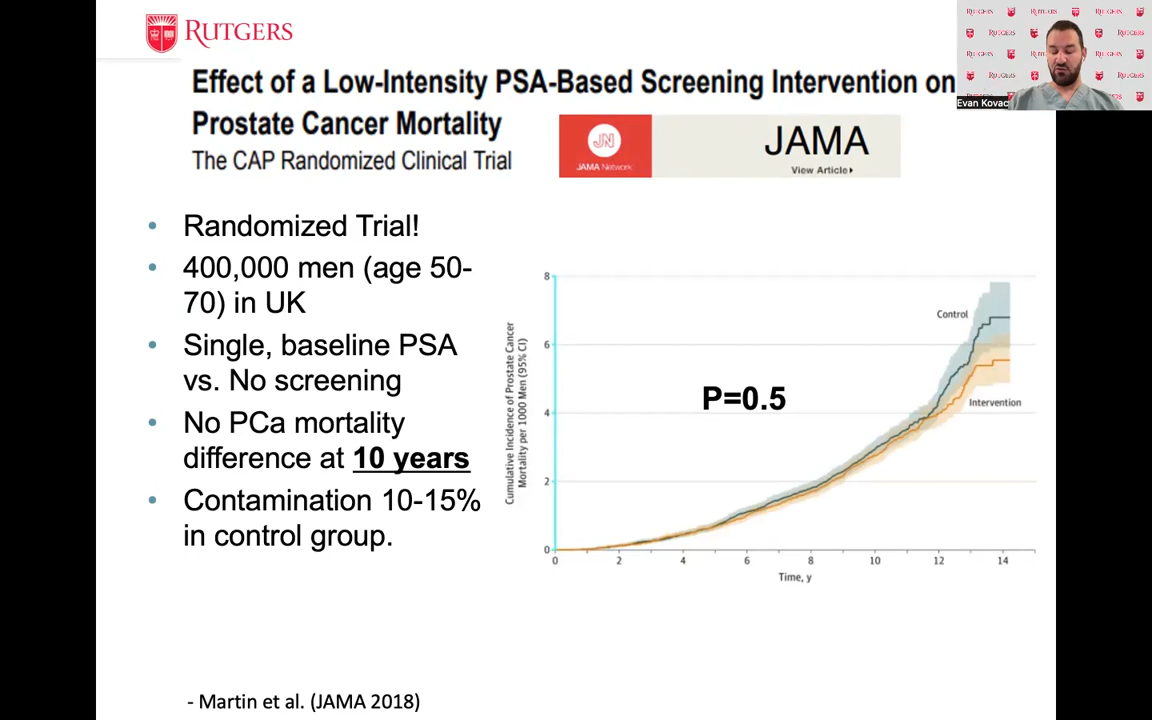 RUTGERS
Effect of a Low-Intensity PSA-Based Screening Intervention on
Prostate Cancer Mortality
The CAP Randomized Clinical Trial
JN
JAMA Network
JAMA
View Article
Evan Kovac
• Randomized Trial!
• 400,000 men (age 50-
70) in UK
• Single, baseline PSA
vs. No screening
• No PCa mortality
difference at 10 years
• Contamination 10-15%
in control group.
Cumulative Incidence of Prostate Cancer
Mortality per 1000 Men (95% CI)
8
6
4
2
0
Control
Intervention
P=0.5
0 2 4 6 8 10 12 14
Time, y
- Martin et al. (JAMA 2018)